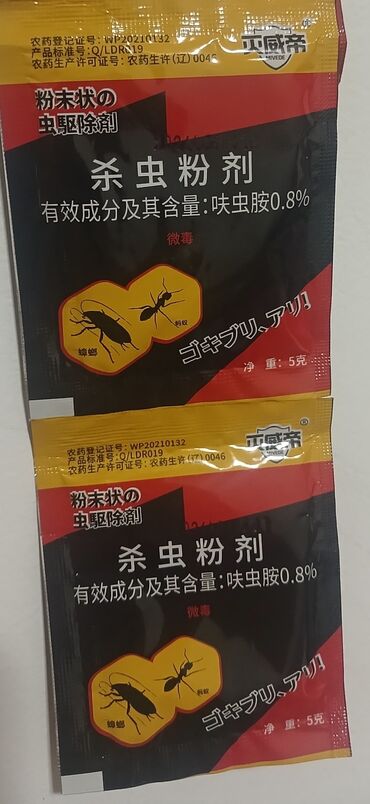 农药登记证号：WP20210132
产品标准号：Q/LDR019
农药生产许可证号：农药生许（辽）0046
灭威帝
MIVEDE
粉末状の
虫駆除剤
杀虫粉剂
有效成分及其含量：呋虫胺0.8%
微毒
蟑螂
蚂蚁
ゴキブリ、アリ！
净 重：5克
农药登记证号：WP20210132
产品标准号：Q/LDR019
农药生产许可证号：农药生许（辽）0046
灭威帝®
MIVEDE
粉末状の
虫駆除剤
杀虫粉剂
有效成分及其含量：呋虫胺0.8%
微毒
蟑螂
蚂蚁
ゴキブリ、アリ！
净 重：5克